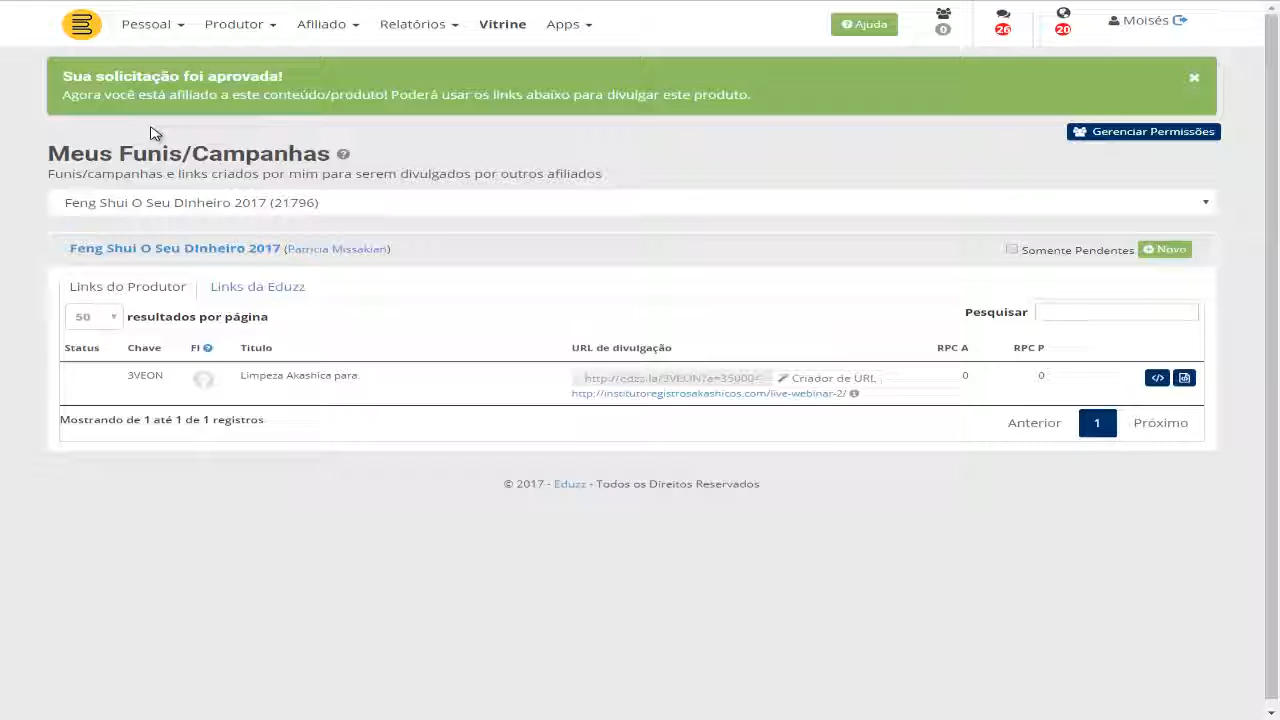 Pessoal Produtor Afiliado Relatórios Vitrine Apps Ajuda 0 26 20 Moisés
Sua solicitação foi aprovada!
Agora você está afiliado a este conteúdo/produto! Poderá usar os links abaixo para divulgar este produto.
Gerenciar Permissões
Meus Funis/Campanhas
Funis/campanhas e links criados por mim para serem divulgados por outros afiliados
Feng Shui O Seu DInheiro 2017 (21796)
Feng Shui O Seu DInheiro 2017 (Patricia Missakian) Somente Pendentes Novo
Links do Produtor Links da Eduzz
50 resultados por página Pesquisar
Status Chave FI Titulo URL de divulgação RPC A RPC P
3VEON Limpeza Akashica para Criador de URL 0 0
http://institutoregistrosakashicos.com/live-webinar-2/
Mostrando de 1 até 1 de 1 registros
Anterior 1 Próximo
© 2017 - Eduzz - Todos os Direitos Reservados